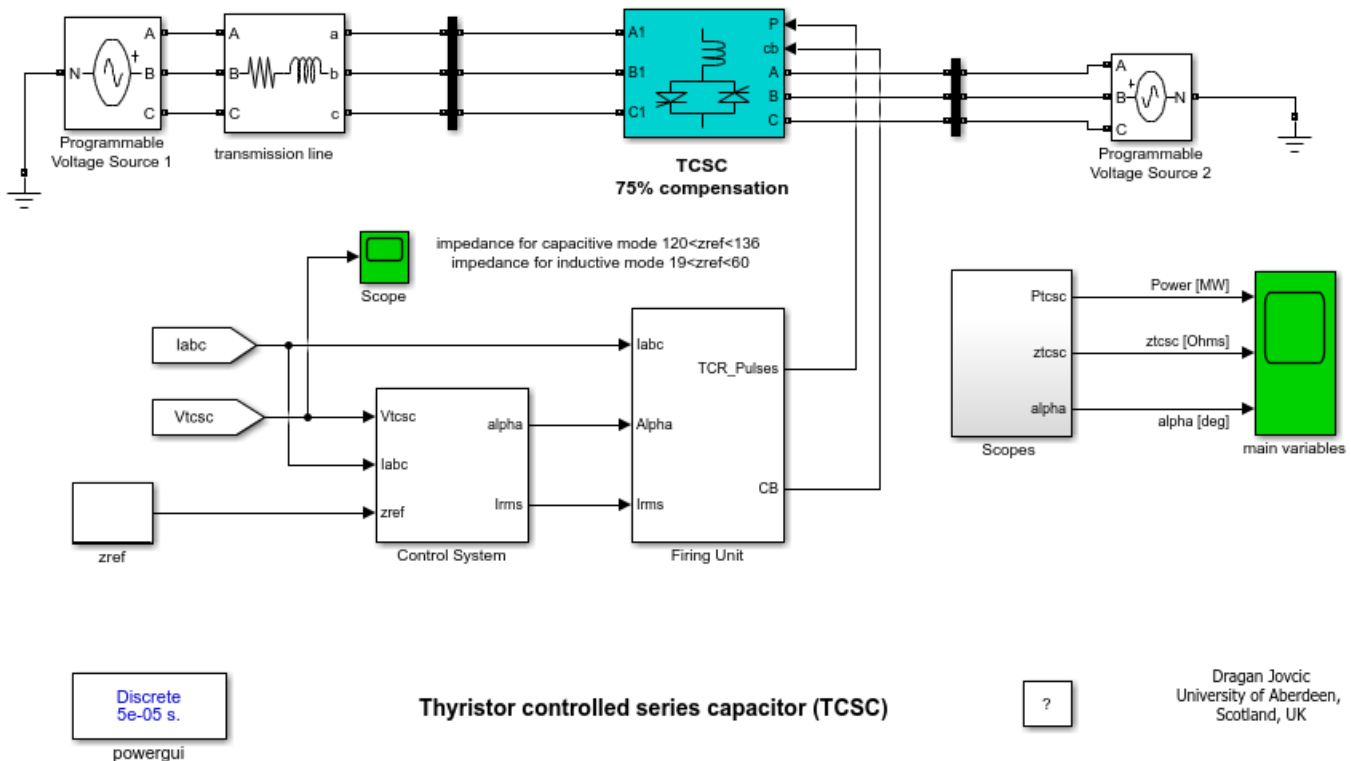 N
A
B
C
A
B
C
a
b
c
A1
B1
C1
P
cb
A
B
C
A
B
C
N
Programmable
Voltage Source 1
transmission line
TCSC
75% compensation
Programmable
Voltage Source 2
impedance for capacitive mode 120<zref<136
impedance for inductive mode 19<zref<60
Scope
Iabc
Vtcsc
zref
Vtcsc
Iabc
zref
alpha
Irms
Control System
Iabc
Alpha
Irms
TCR_Pulses
CB
Firing Unit
Ptcsc
ztcsc
alpha
Scopes
Power [MW]
ztcsc [Ohms]
alpha [deg]
main variables
Discrete
5e-05 s.
powergui
Thyristor controlled series capacitor (TCSC)
?
Dragan Jovcic
University of Aberdeen,
Scotland, UK